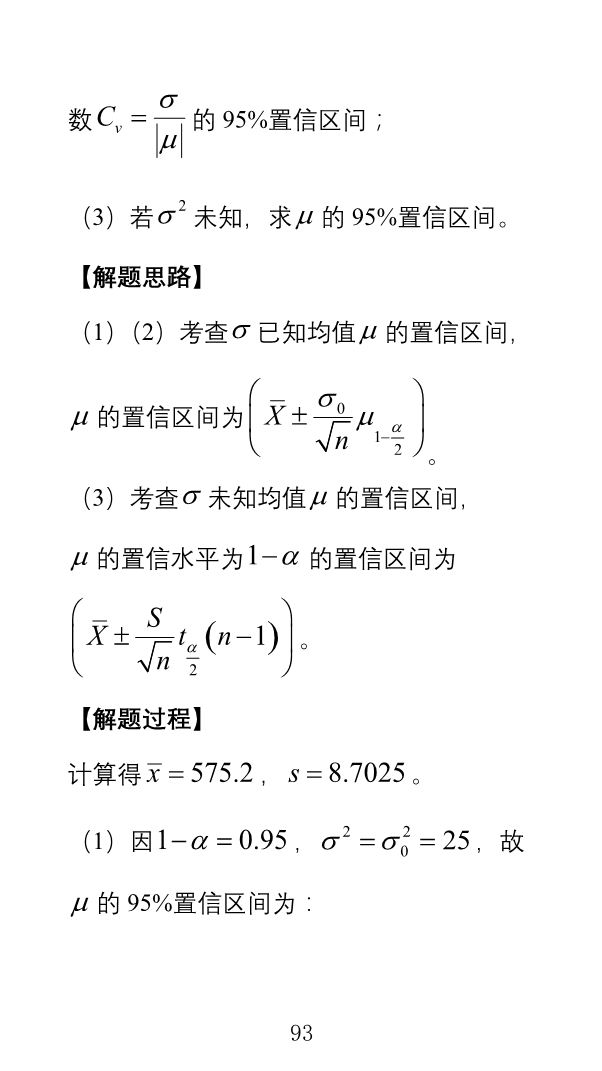 数 $C_v = \frac{\sigma}{|\mu|}$ 的 95%置信区间；
（3）若 $\sigma^2$ 未知，求 $\mu$ 的 95%置信区间。
【解题思路】
（1）（2）考查 $\sigma$ 已知均值 $\mu$ 的置信区间，
$\mu$ 的置信区间为 $\left(\overline{X} \pm \frac{\sigma_0}{\sqrt{n}} \mu_{1-\frac{\alpha}{2}}\right)$。
（3）考查 $\sigma$ 未知均值 $\mu$ 的置信区间，
$\mu$ 的置信水平为 $1-\alpha$ 的置信区间为
$\left(\overline{X} \pm \frac{S}{\sqrt{n}} t_{\frac{\alpha}{2}}(n-1)\right)$。
【解题过程】
计算得 $\overline{x} = 575.2$，$s = 8.7025$。
（1）因 $1-\alpha = 0.95$，$\sigma^2 = \sigma_0^2 = 25$，故
$\mu$ 的 95%置信区间为：
93